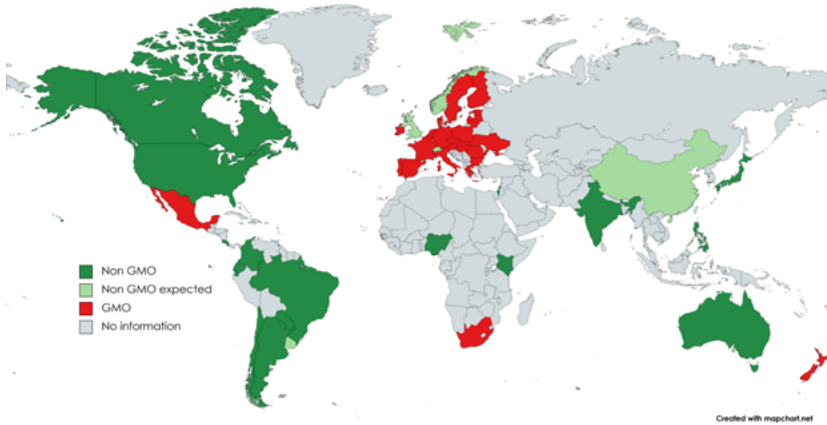 Non GMO
Non GMO expected
GMO
No information
Created with mapchart.net